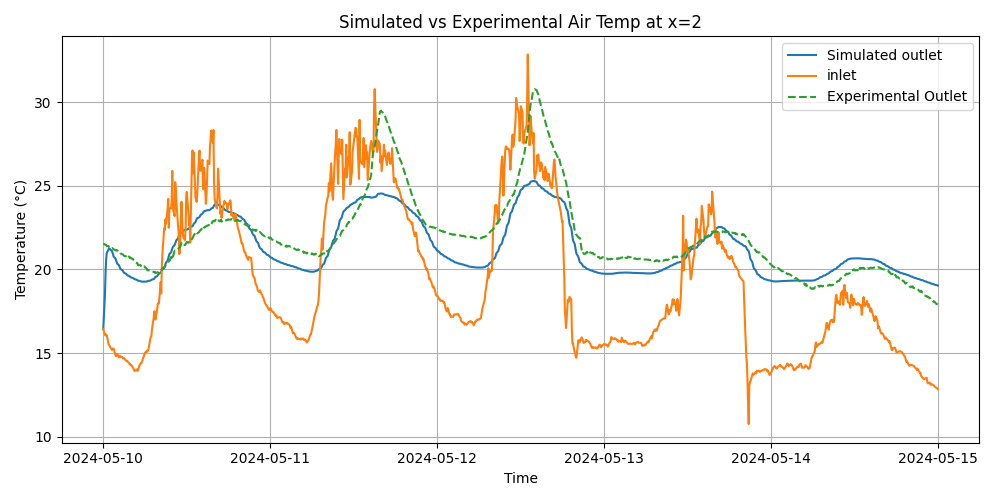 Simulated vs Experimental Air Temp at x=2
Simulated outlet
inlet
Experimental Outlet
Temperature (°C)
30
25
20
15
10
2024-05-10
2024-05-11
2024-05-12
2024-05-13
2024-05-14
2024-05-15
Time